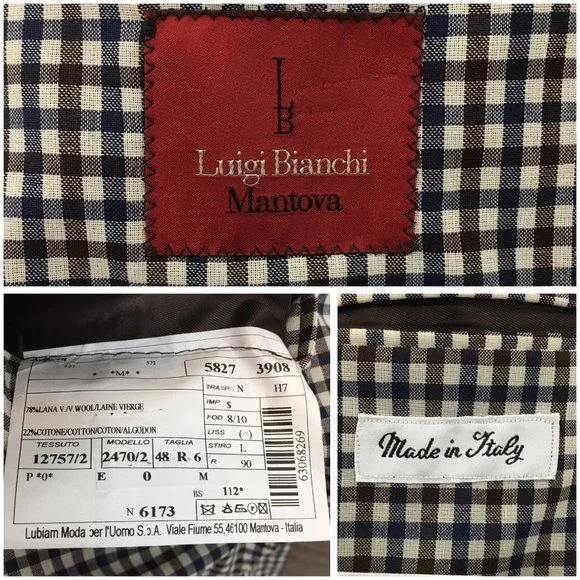 LB
Luigi Bianchi
Mantova
*M*
5827 3908
TRASP N H7
78%LANA V./V WOOL/LAINE VIERGE
IMP $
FOD 8/10
22%COTONE/COTTON/COTON/ALGODON
LISS (=)
TESSUTO MODELLO TAGLIA STIRO L
12757/2 2470/2 48 R 6 R 90
P *0* E 0 M
BS 112*
N 6173
63068269
Lubiam Moda per l'Uomo S.p.A. Viale Fiume 55,46100 Mantova - Italia
Made in Italy